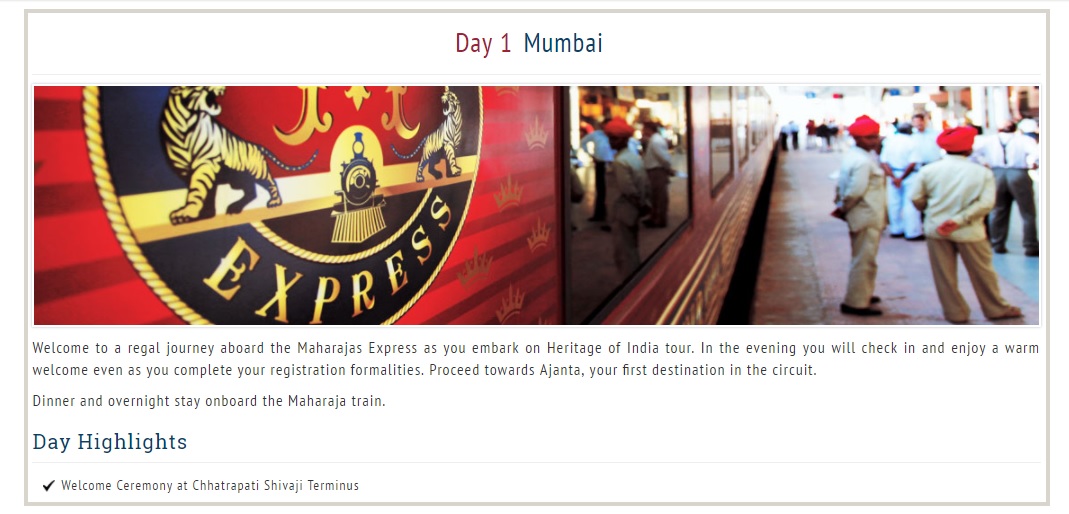 Day 1 Mumbai
EXPRESS
Welcome to a regal journey aboard the Maharajas Express as you embark on Heritage of India tour. In the evening you will check in and enjoy a warm
welcome even as you complete your registration formalities. Proceed towards Ajanta, your first destination in the circuit.
Dinner and overnight stay onboard the Maharaja train.
Day Highlights
Welcome Ceremony at Chhatrapati Shivaji Terminus